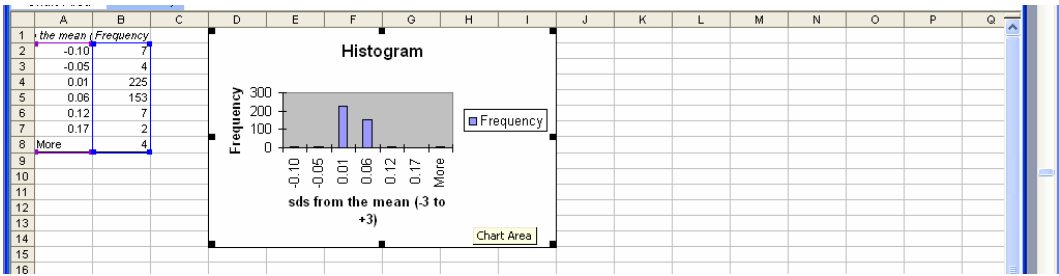 A B C D E F G H I J K L M N O P Q
1 the mean ( Frequency
2 -0.10 7
3 -0.05 4
4 0.01 225
5 0.06 153
6 0.12 7
7 0.17 2
8 More 4
9
10
11
12
13
14
15
16
Histogram
Frequency
300
200
100
0
-0.10 -0.05 0.01 0.06 0.12 0.17 More
sds from the mean (-3 to
+3)
Frequency
Chart Area